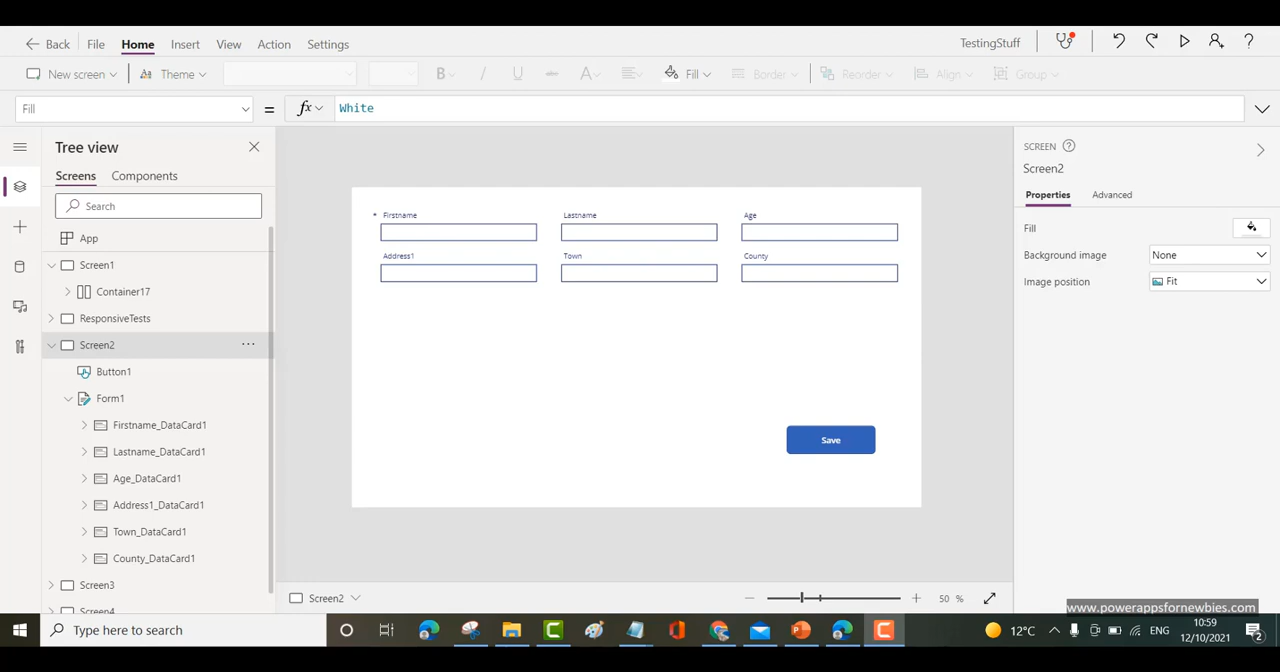 Back File Home Insert View Action Settings TestingStuff ?
New screen Theme B / U abc A Fill Border Reorder Align Group
Fill = fx White
Tree view
Screens Components
Search
App
Screen1
Container17
ResponsiveTests
Screen2 ...
Button1
Form1
Firstname_DataCard1
Lastname_DataCard1
Age_DataCard1
Address1_DataCard1
Town_DataCard1
County_DataCard1
Screen3
Screen4
* Firstname Lastname Age
Address1 Town County
Save
Screen2 — + 50 %
SCREEN ?
Screen2
Properties Advanced
Fill
Background image None
Image position Fit
www.powerappsfornewbies.com
Type here to search 12°C ENG 10:59
12/10/2021 2